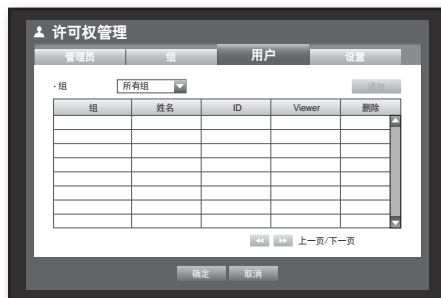 许可权管理
管理员 组 用户 设置
- 组 所有组 添加
组 姓名 ID Viewer 删除
上一页/下一页
确定 取消